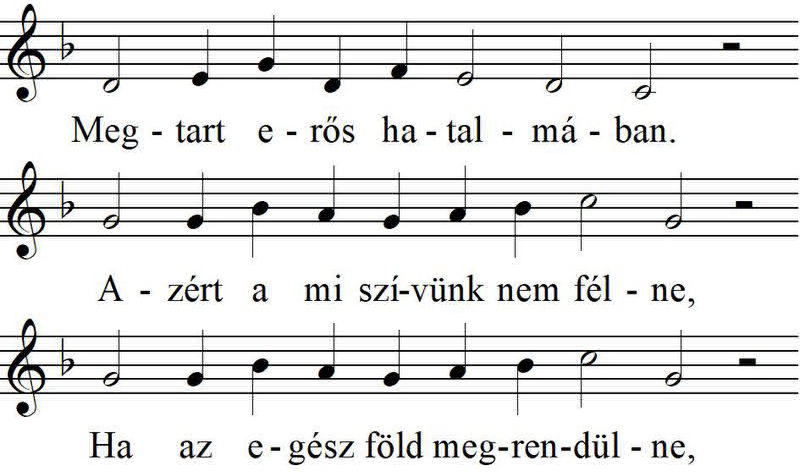 Meg - tart e - rős ha - tal - má - ban.
A - zért a mi szí-vünk nem fél - ne,
Ha az e - gész föld meg-ren-dül - ne,